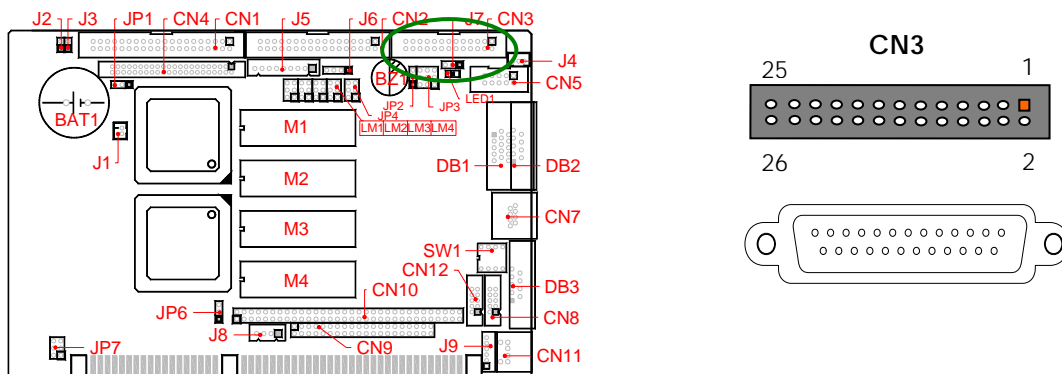 J2 J3 JP1 CN4 CN1 J5 J6 CN2 J7 CN3
J4
BZ1
CN5
LED1
JP2 JP3
JP4
BAT1
LM1 LM2 LM3 LM4
M1
J1
DB1 DB2
M2
CN7
M3
SW1
CN12
M4
DB3
CN10
JP6
CN8
J8
CN9
J9
CN11
JP7
CN3
25 1
26 2